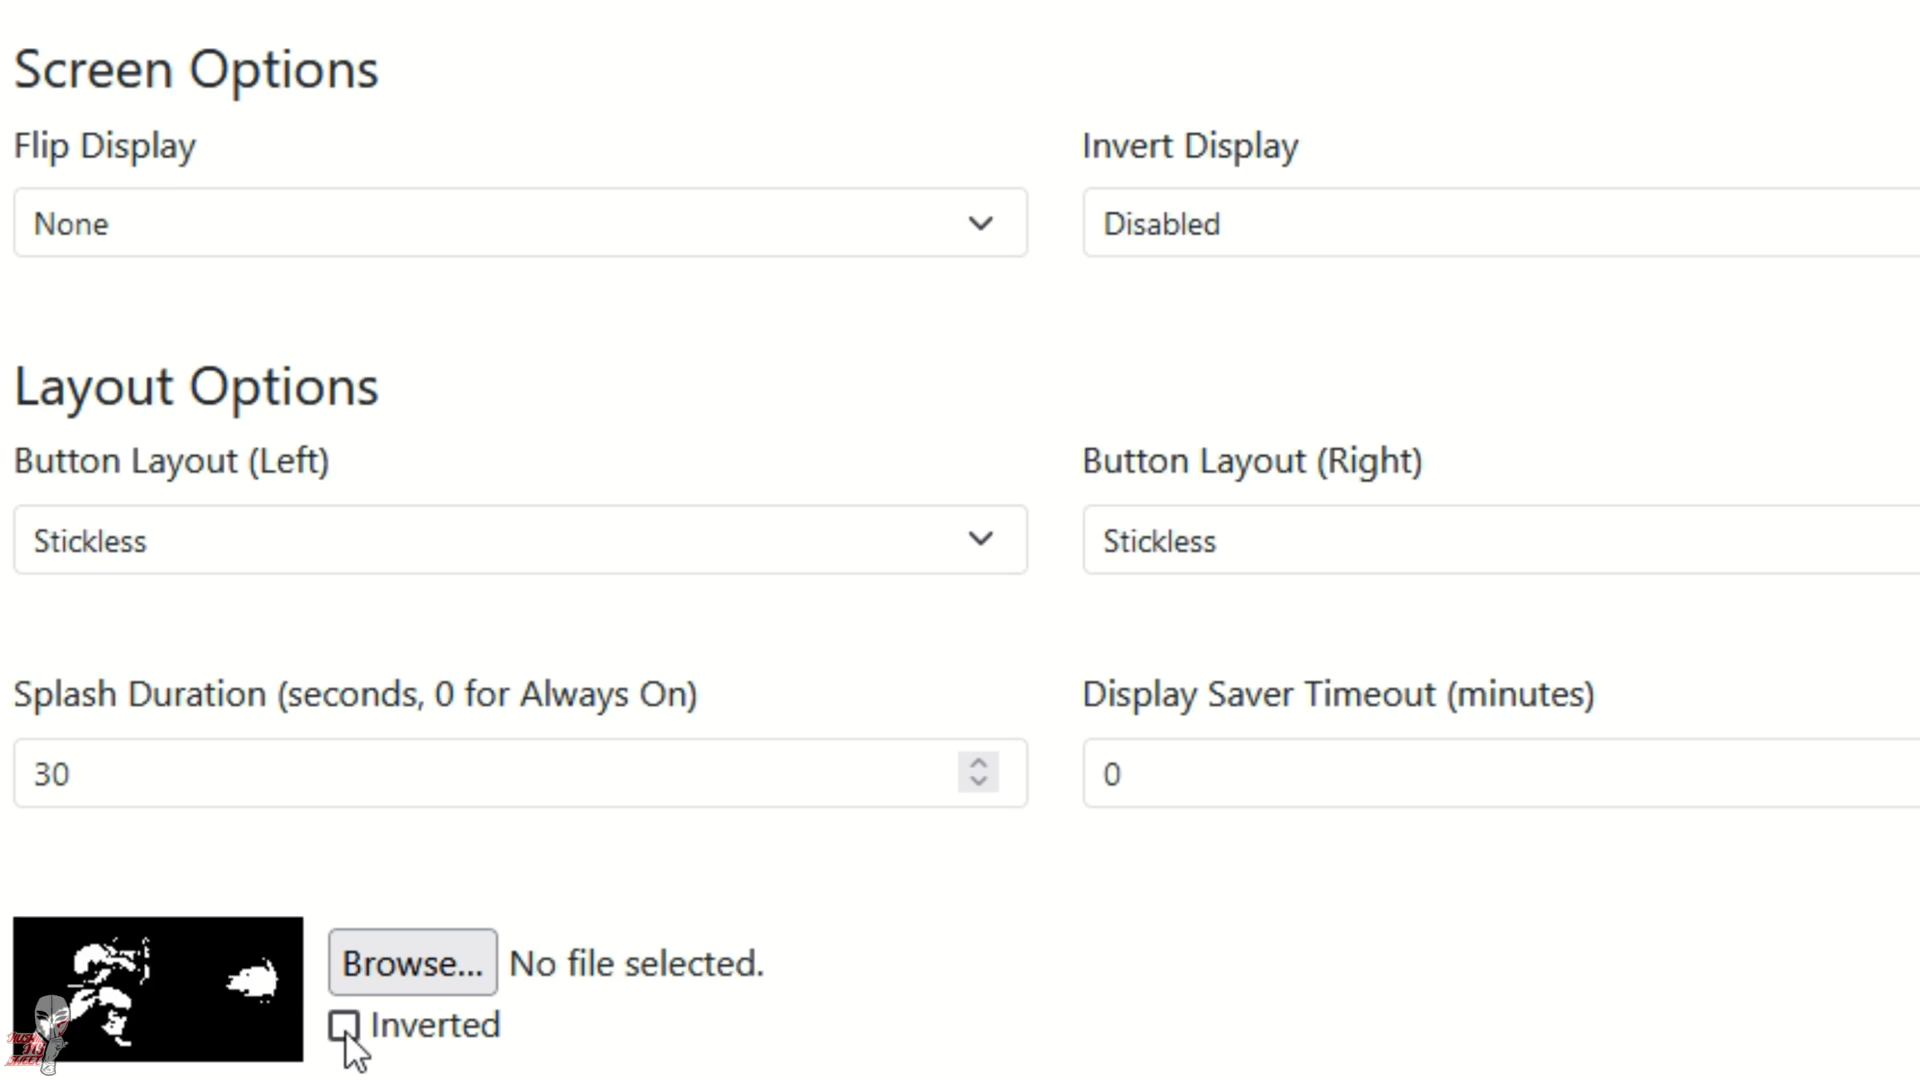 Screen Options
Flip Display
Invert Display
None
Disabled
Layout Options
Button Layout (Left)
Button Layout (Right)
Stickless
Stickless
Splash Duration (seconds, 0 for Always On)
Display Saver Timeout (minutes)
30
0
Browse... No file selected.
Inverted